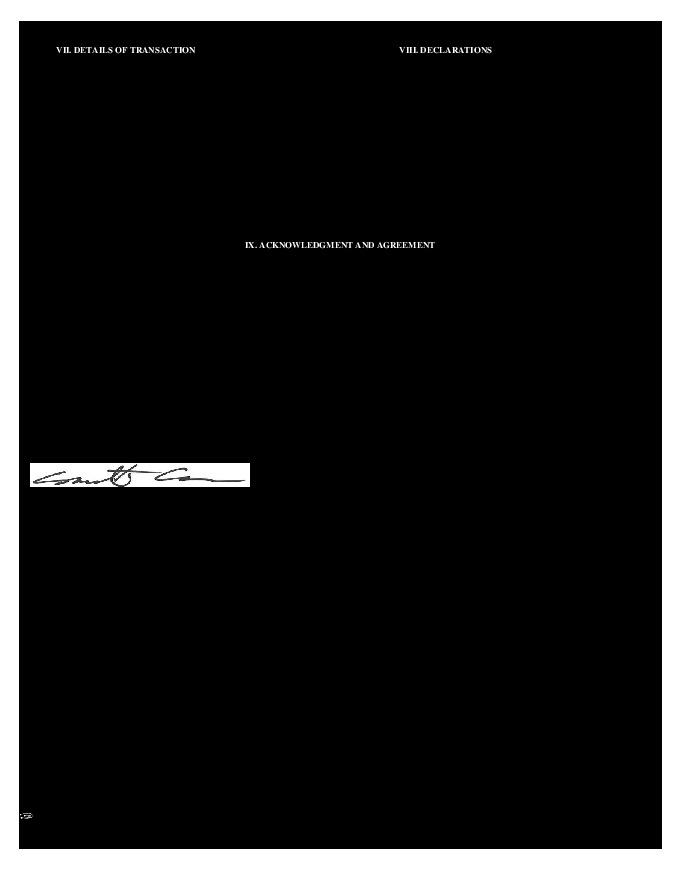 VII. DETAILS OF TRANSACTION
VIII. DECLARATIONS
IX. ACKNOWLEDGMENT AND AGREEMENT